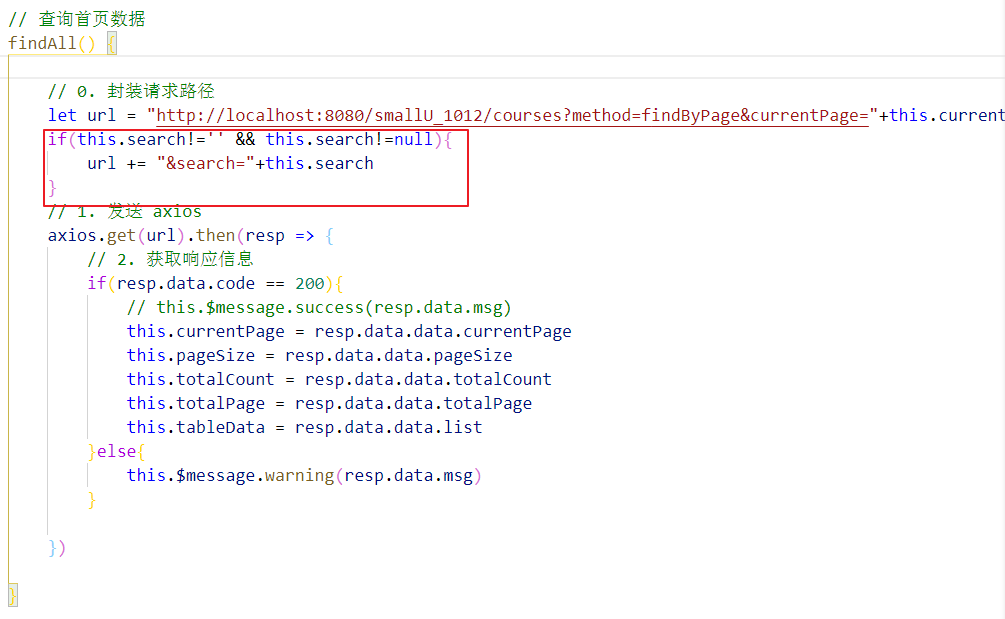 // 查询首页数据
findAll() {
// 0. 封装请求路径
let url = "http://localhost:8080/smallU_1012/courses?method=findByPage&currentPage="+this.current
if(this.search!='' && this.search!=null){
url += "&search="+this.search
}
// 1. 发送 axios
axios.get(url).then(resp => {
// 2. 获取响应信息
if(resp.data.code == 200){
// this.$message.success(resp.data.msg)
this.currentPage = resp.data.data.currentPage
this.pageSize = resp.data.data.pageSize
this.totalCount = resp.data.data.totalCount
this.totalPage = resp.data.data.totalPage
this.tableData = resp.data.data.list
}else{
this.$message.warning(resp.data.msg)
}
})
}